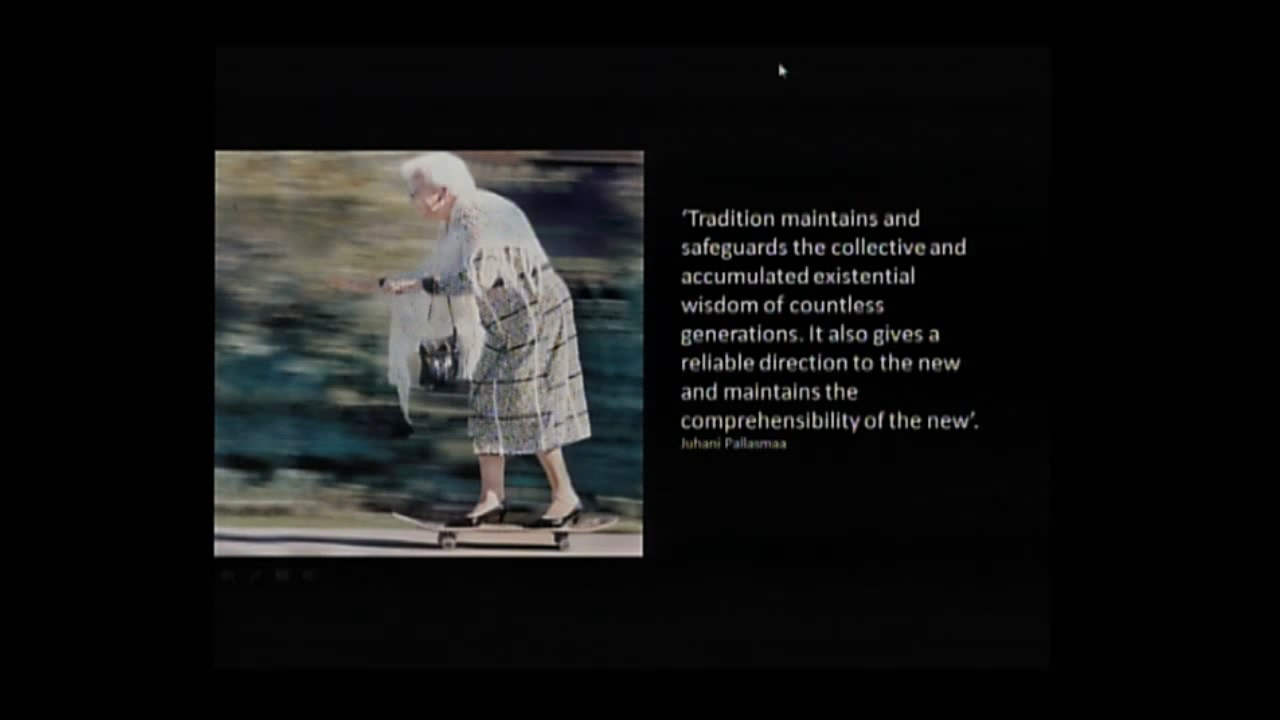 ‘Tradition maintains and
safeguards the collective and
accumulated existential
wisdom of countless
generations. It also gives a
reliable direction to the new
and maintains the
comprehensibility of the new’.
Juhani Pallasmaa